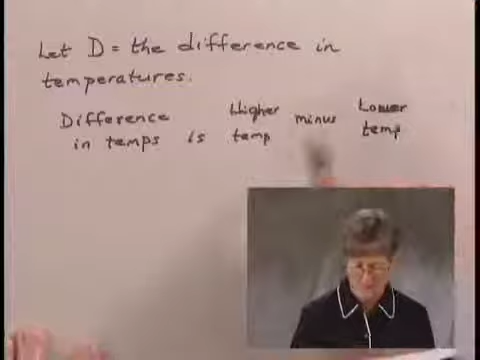 Let D = the difference in
temperatures.
Difference Higher Lower
in temps is temp minus temp